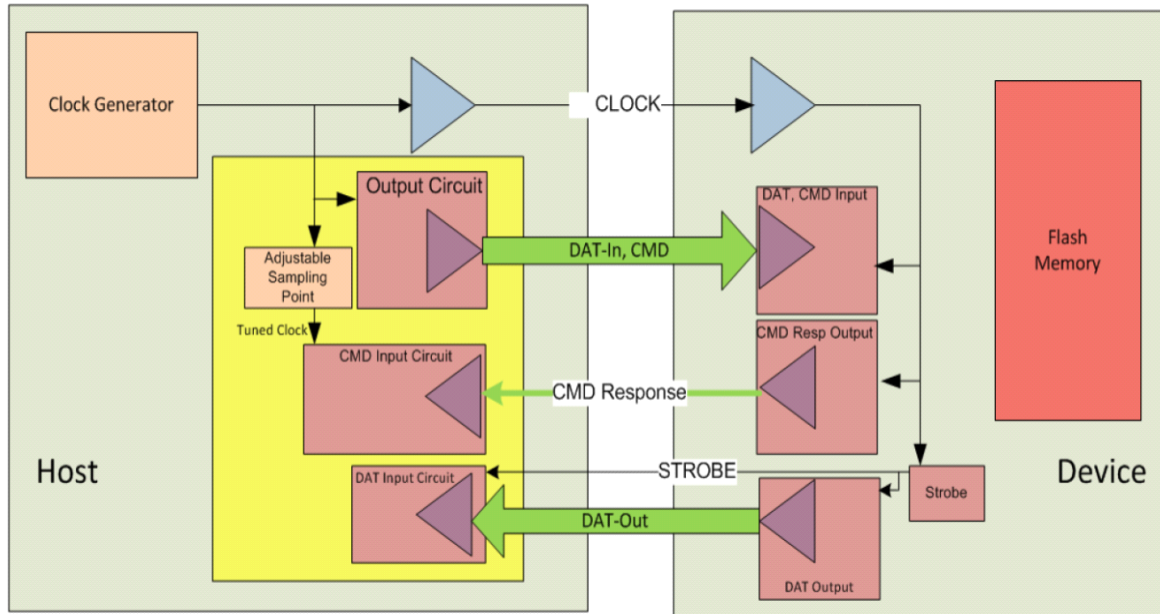 Clock Generator
CLOCK
Output Circuit
DAT, CMD Input
DAT-In, CMD
Flash
Memory
Adjustable
Sampling
Point
Tuned Clock
CMD Input Circuit
CMD Resp Output
CMD Response
Host
STROBE
Device
DAT Input Circuit
Strobe
DAT-Out
DAT Output